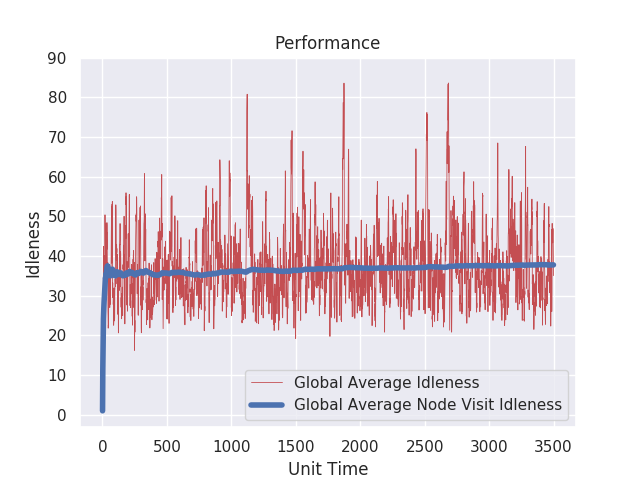 Performance
90
80
70
60
50
40
30
20
10
0
Idleness
Global Average Idleness
Global Average Node Visit Idleness
0 500 1000 1500 2000 2500 3000 3500
Unit Time